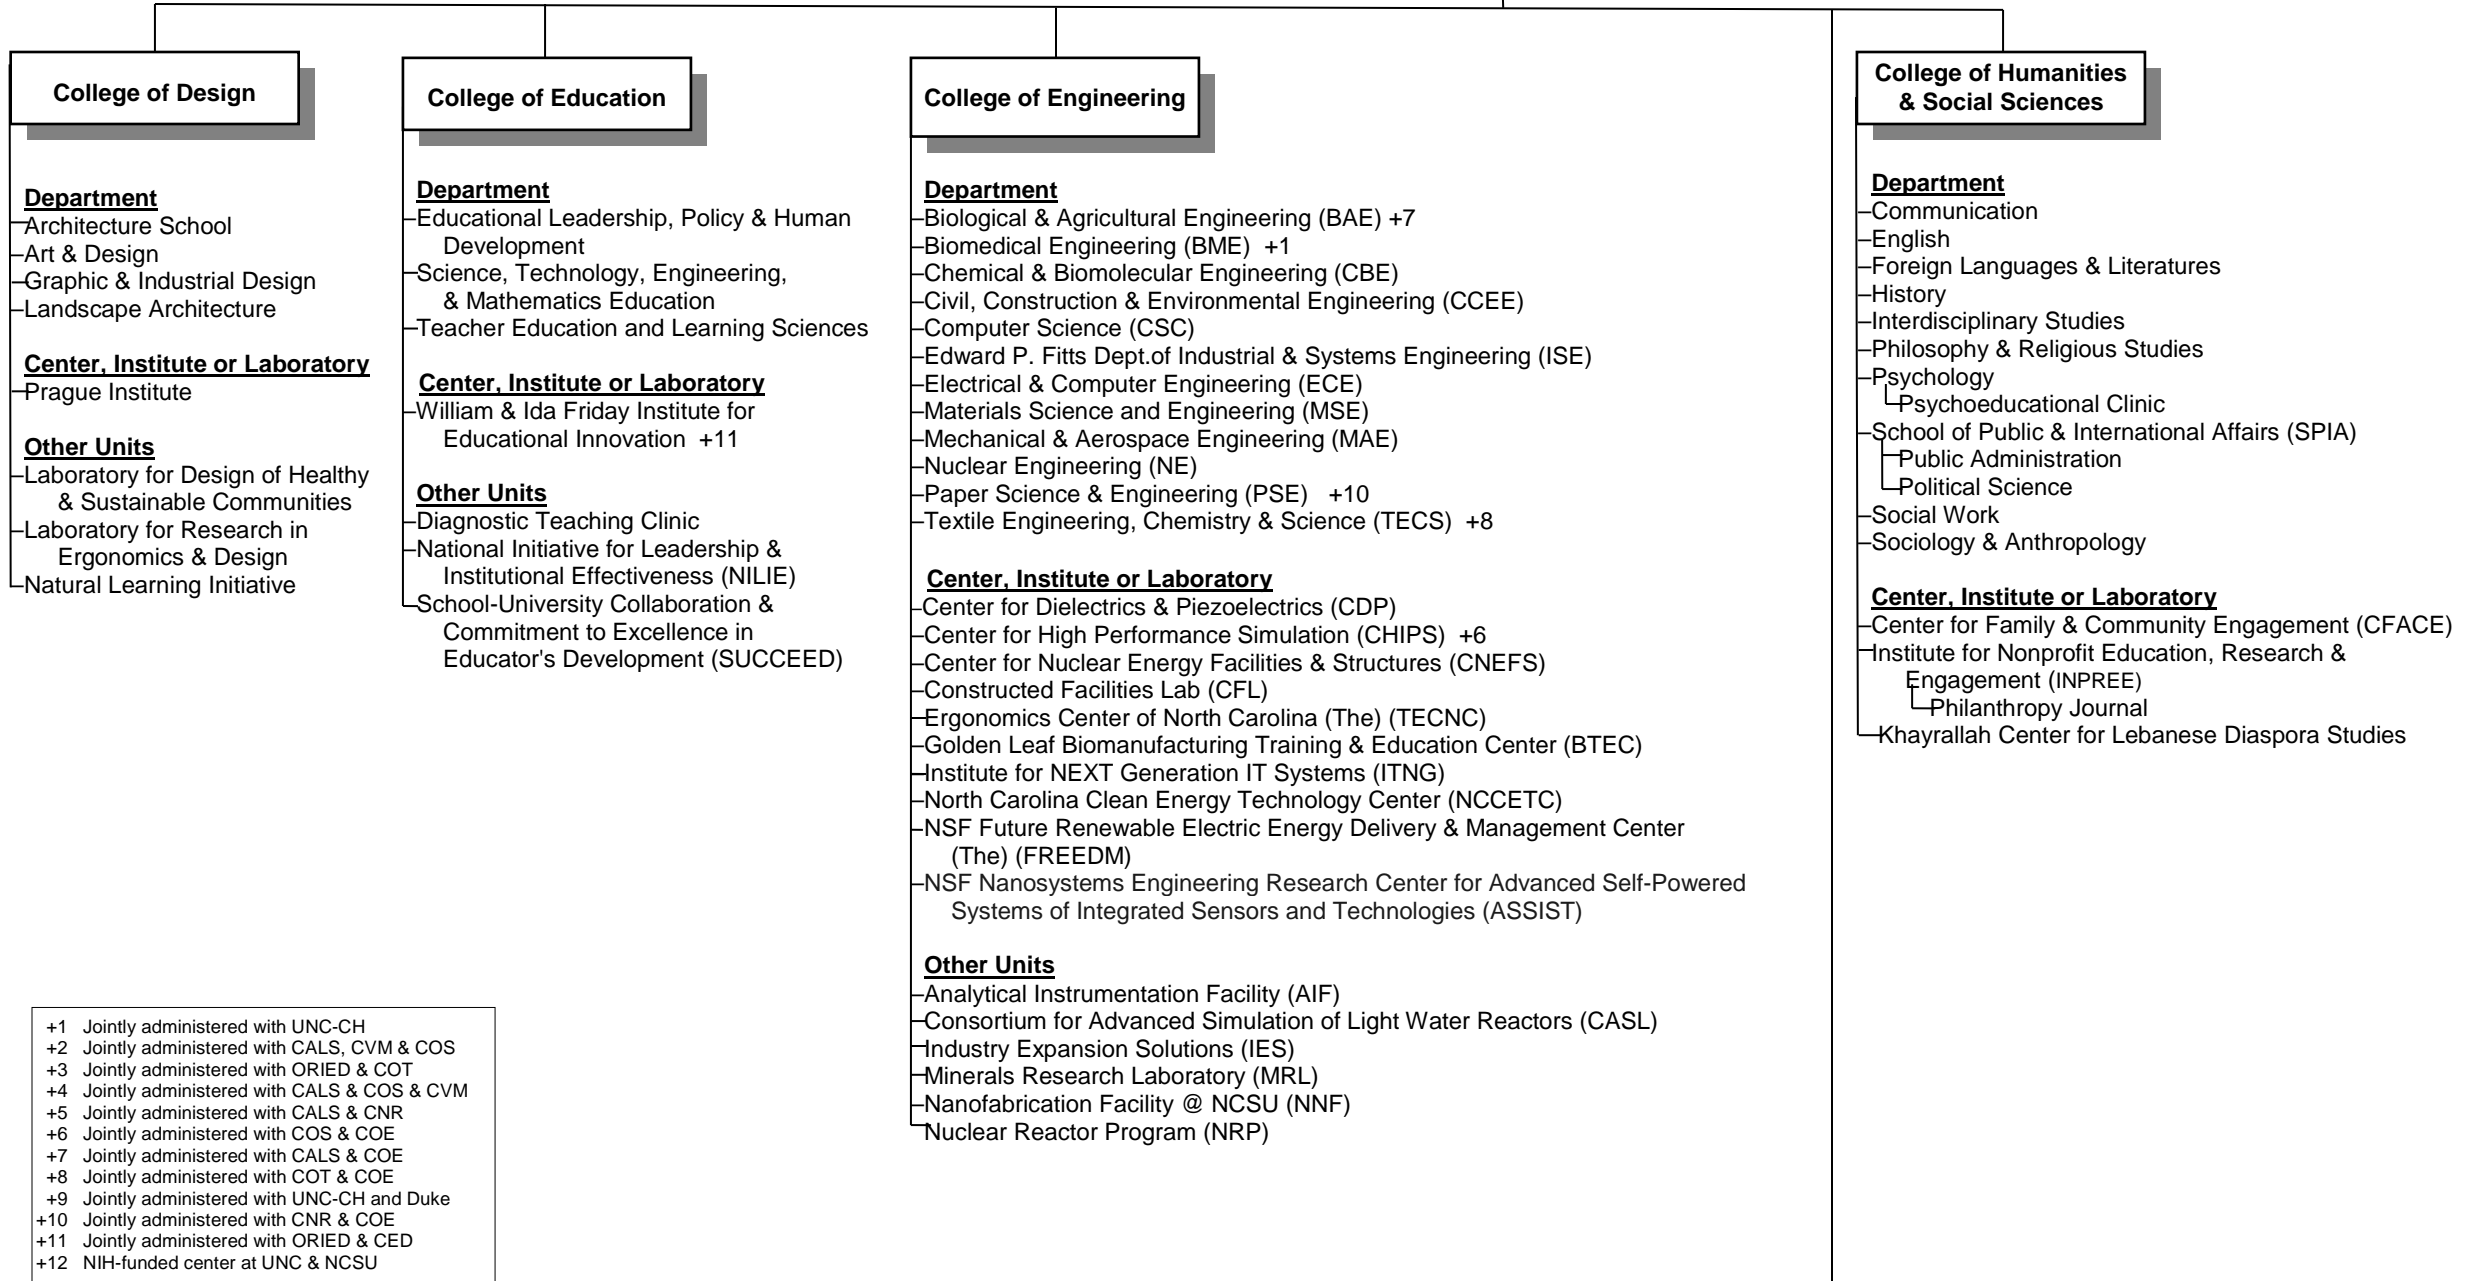 College of Design
Department
Architecture School
Art & Design
Graphic & Industrial Design
Landscape Architecture
Center, Institute or Laboratory
Prague Institute
Other Units
Laboratory for Design of Healthy
& Sustainable Communities
Laboratory for Research in
Ergonomics & Design
Natural Learning Initiative
College of Education
Department
Educational Leadership, Policy & Human
Development
Science, Technology, Engineering,
& Mathematics Education
Teacher Education and Learning Sciences
Center, Institute or Laboratory
William & Ida Friday Institute for
Educational Innovation +11
Other Units
Diagnostic Teaching Clinic
National Initiative for Leadership &
Institutional Effectiveness (NILIE)
School-University Collaboration &
Commitment to Excellence in
Educator's Development (SUCCEED)
College of Engineering
Department
Biological & Agricultural Engineering (BAE) +7
Biomedical Engineering (BME) +1
Chemical & Biomolecular Engineering (CBE)
Civil, Construction & Environmental Engineering (CCEE)
Computer Science (CSC)
Edward P. Fitts Dept.of Industrial & Systems Engineering (ISE)
Electrical & Computer Engineering (ECE)
Materials Science and Engineering (MSE)
Mechanical & Aerospace Engineering (MAE)
Nuclear Engineering (NE)
Paper Science & Engineering (PSE) +10
Textile Engineering, Chemistry & Science (TECS) +8
Center, Institute or Laboratory
Center for Dielectrics & Piezoelectrics (CDP)
Center for High Performance Simulation (CHIPS) +6
Center for Nuclear Energy Facilities & Structures (CNEFS)
Constructed Facilities Lab (CFL)
Ergonomics Center of North Carolina (The) (TECNC)
Golden Leaf Biomanufacturing Training & Education Center (BTEC)
Institute for NEXT Generation IT Systems (ITNG)
North Carolina Clean Energy Technology Center (NCCETC)
NSF Future Renewable Electric Energy Delivery & Management Center
(The) (FREEDM)
NSF Nanosystems Engineering Research Center for Advanced Self-Powered
Systems of Integrated Sensors and Technologies (ASSIST)
Other Units
Analytical Instrumentation Facility (AIF)
Consortium for Advanced Simulation of Light Water Reactors (CASL)
Industry Expansion Solutions (IES)
Minerals Research Laboratory (MRL)
Nanofabrication Facility @ NCSU (NNF)
Nuclear Reactor Program (NRP)
College of Humanities
& Social Sciences
Department
Communication
English
Foreign Languages & Literatures
History
Interdisciplinary Studies
Philosophy & Religious Studies
Psychology
Psychoeducational Clinic
School of Public & International Affairs (SPIA)
Public Administration
Political Science
Social Work
Sociology & Anthropology
Center, Institute or Laboratory
Center for Family & Community Engagement (CFACE)
Institute for Nonprofit Education, Research &
Engagement (INPREE)
Philanthropy Journal
Khayrallah Center for Lebanese Diaspora Studies
+1 Jointly administered with UNC-CH
+2 Jointly administered with CALS, CVM & COS
+3 Jointly administered with ORIED & COT
+4 Jointly administered with CALS & COS & CVM
+5 Jointly administered with CALS & CNR
+6 Jointly administered with COS & COE
+7 Jointly administered with CALS & COE
+8 Jointly administered with COT & COE
+9 Jointly administered with UNC-CH and Duke
+10 Jointly administered with CNR & COE
+11 Jointly administered with ORIED & CED
+12 NIH-funded center at UNC & NCSU